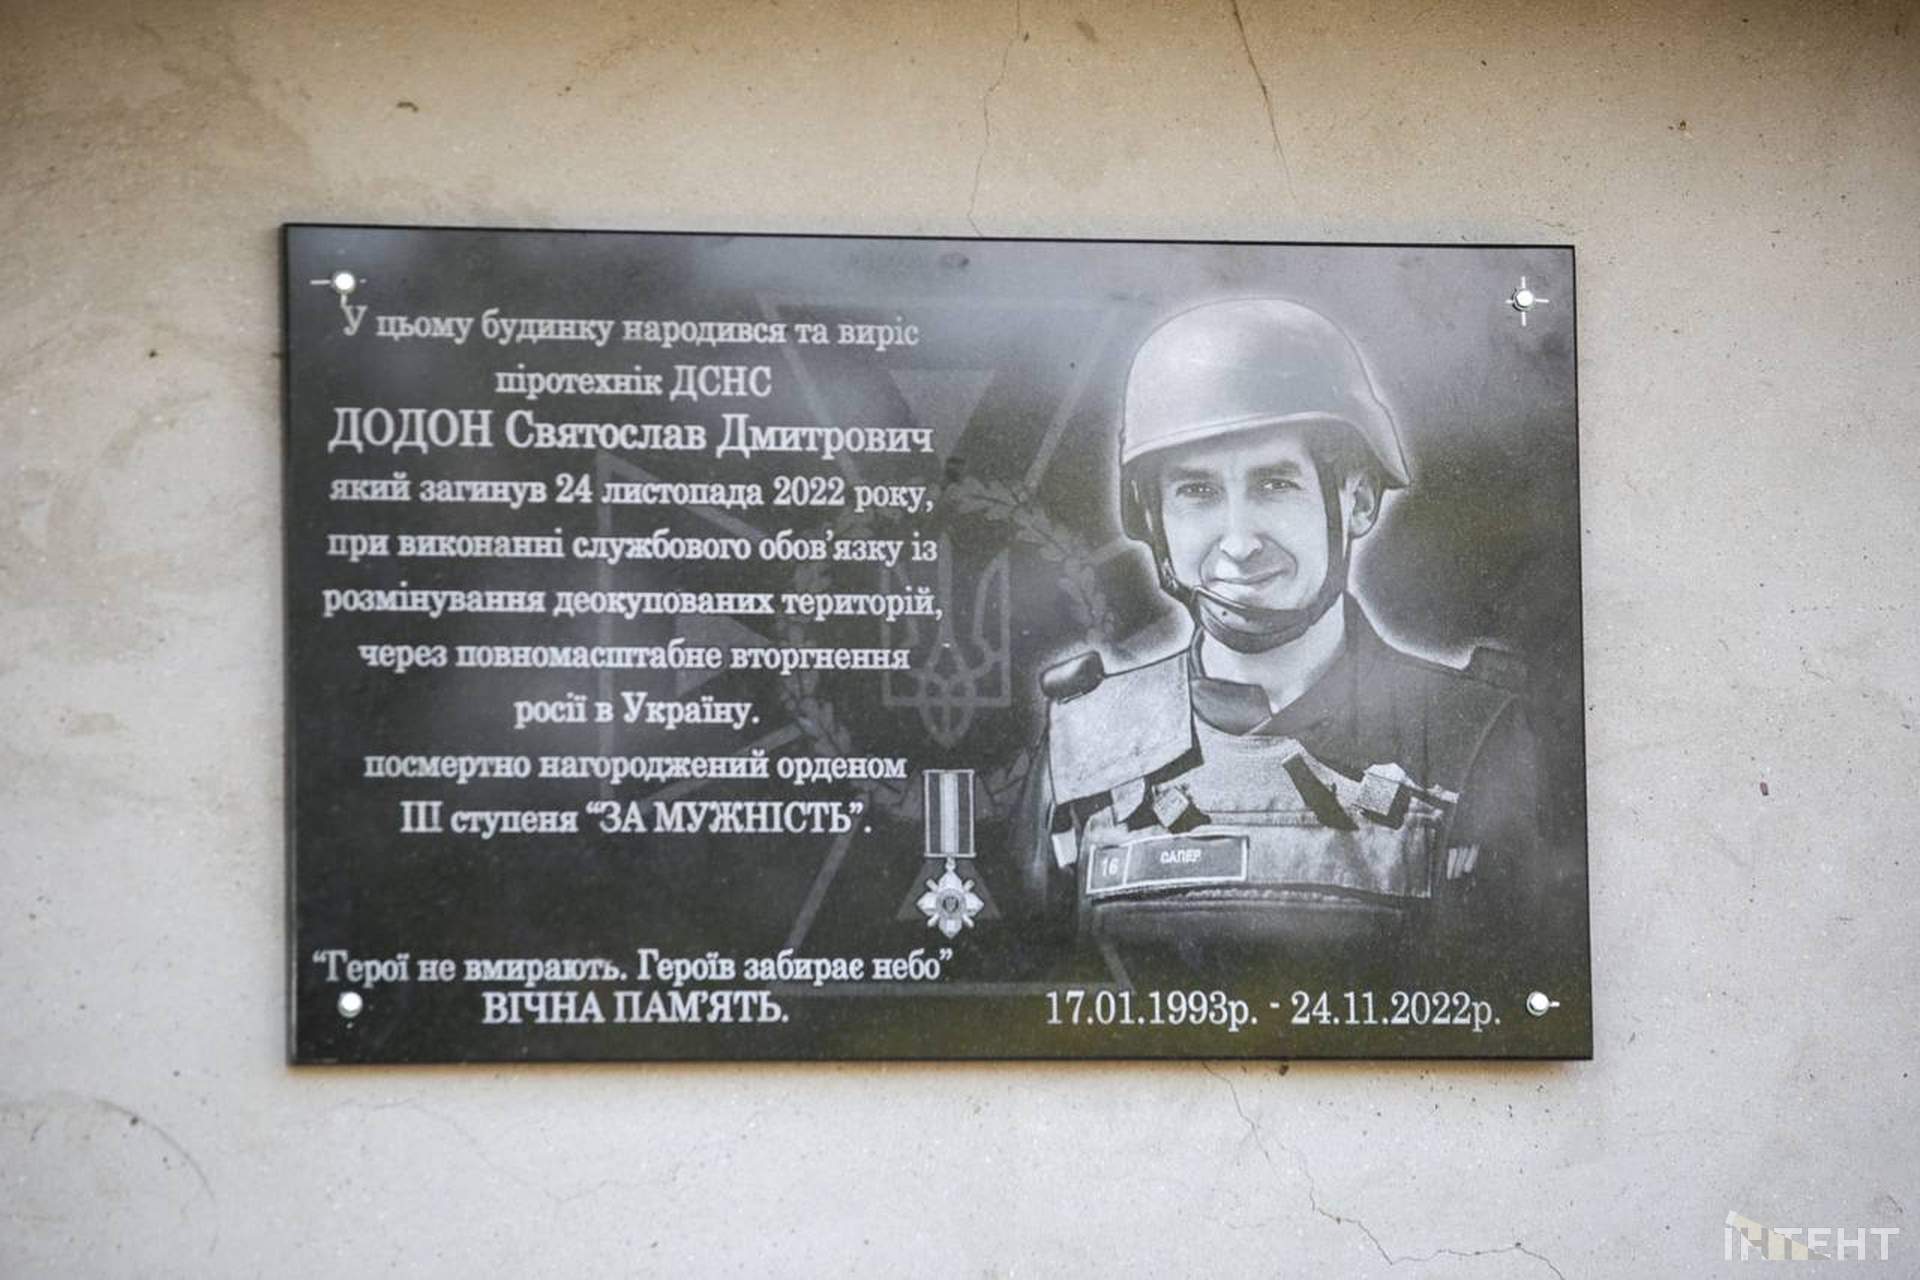 У цьому будинку народився та виріс
піротехнік ДСНС
ДОДОН Святослав Дмитрович
який загинув 24 листопада 2022 року,
при виконанні службового обов’язку із
розмінування деокупованих територій,
через повномасштабне вторгнення
росії в Україну.
посмертно нагороджений орденом
ІІІ ступеня “ЗА МУЖНІСТЬ”.
16 САПЕР
“Герої не вмирають. Героїв забирає небо”
ВІЧНА ПАМ’ЯТЬ.
17.01.1993р. - 24.11.2022р.
ІНТЕНТ